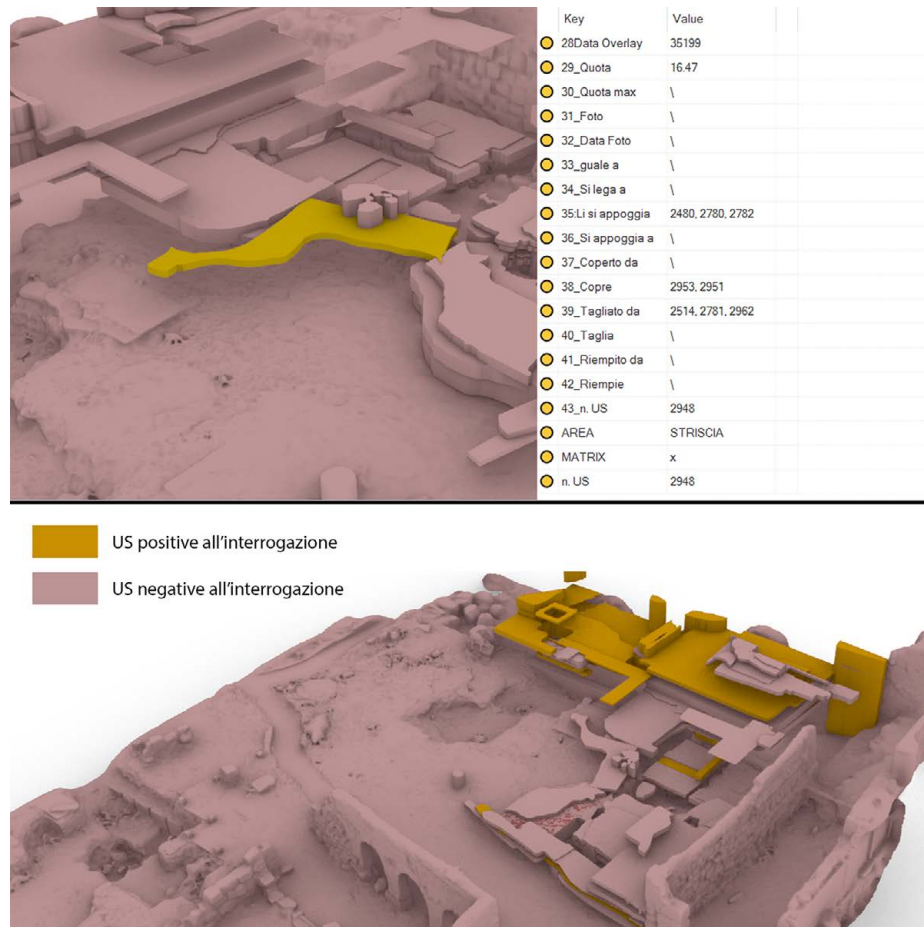 Key Value
28Data Overlay 35199
29_Quota 16.47
30_Quota max \
31_Foto \
32_Data Foto \
33_guale a \
34_Si lega a \
35:Li si appoggia 2480, 2780, 2782
36_Si appoggia a \
37_Coperto da \
38_Copre 2953, 2951
39_Tagliato da 2514, 2781, 2962
40_Taglia \
41_Riempito da \
42_Riempie \
43_n. US 2948
AREA STRISCIA
MATRIX x
n. US 2948
US positive all'interrogazione
US negative all'interrogazione